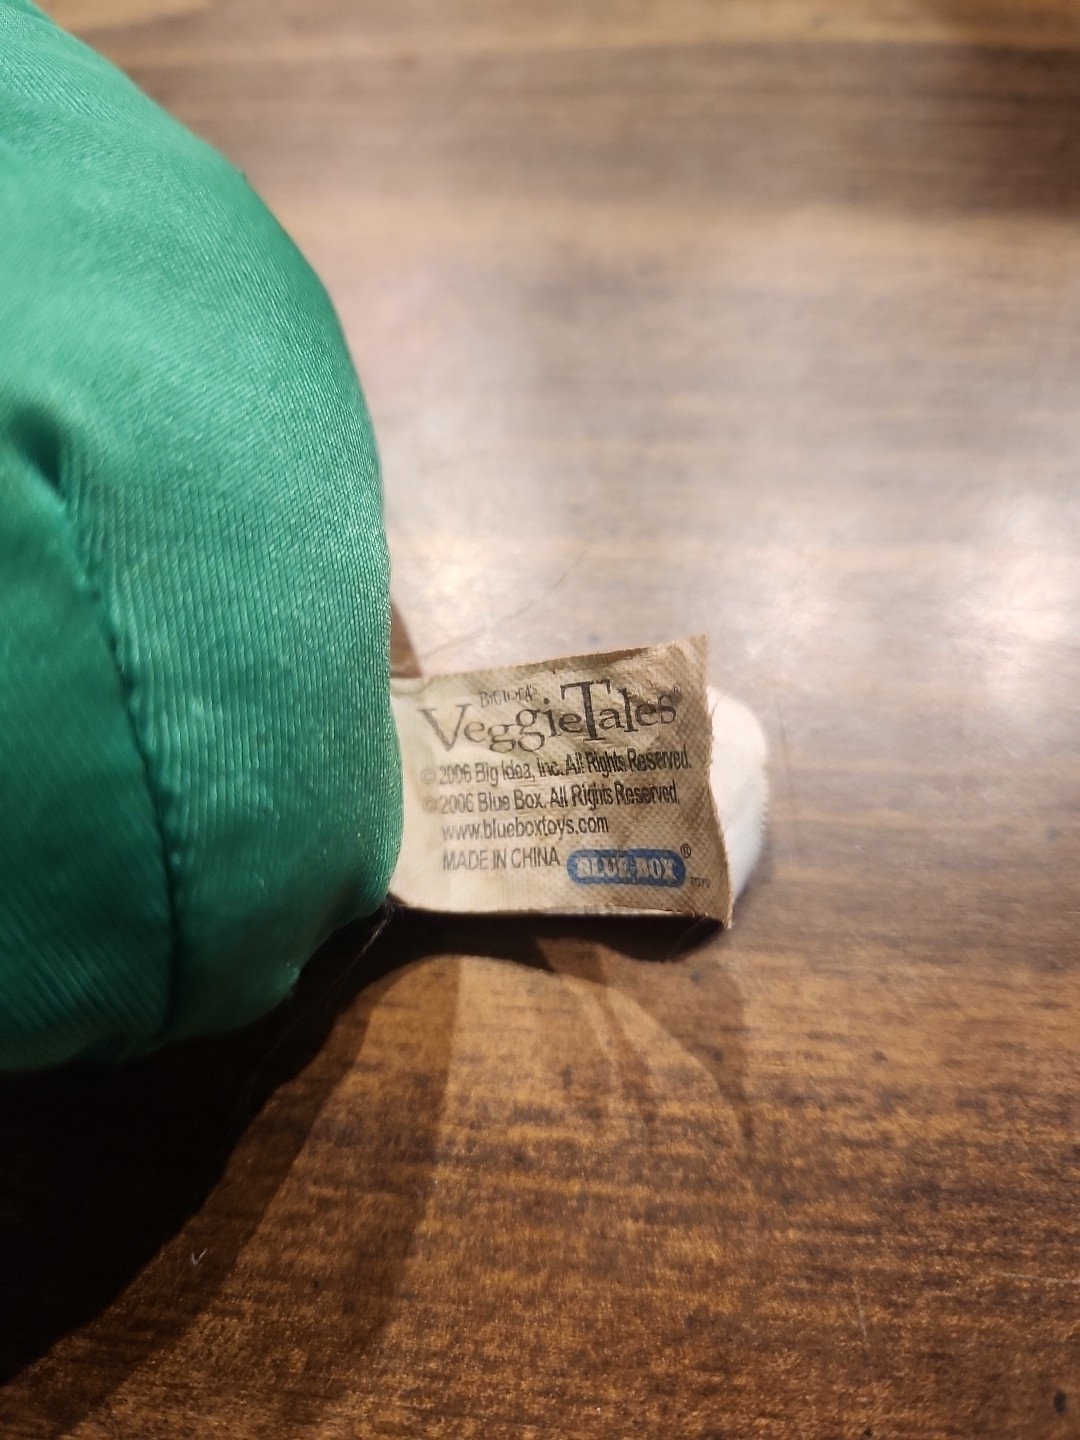 BIG IDEA'S
VeggieTales®
©2006 Big Idea, Inc. All Rights Reserved.
©2006 Blue Box. All Rights Reserved.
www.blueboxtoys.com
MADE IN CHINA BLUE-BOX®